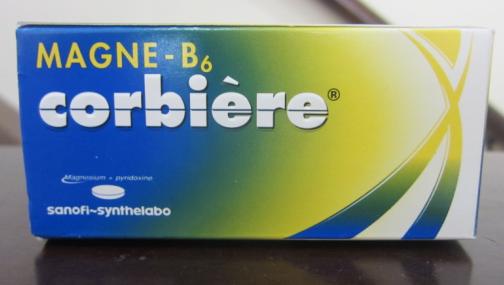 MAGNE - B₆
corbière®
Magnesium - pyridoxine
sanofi~synthelabo